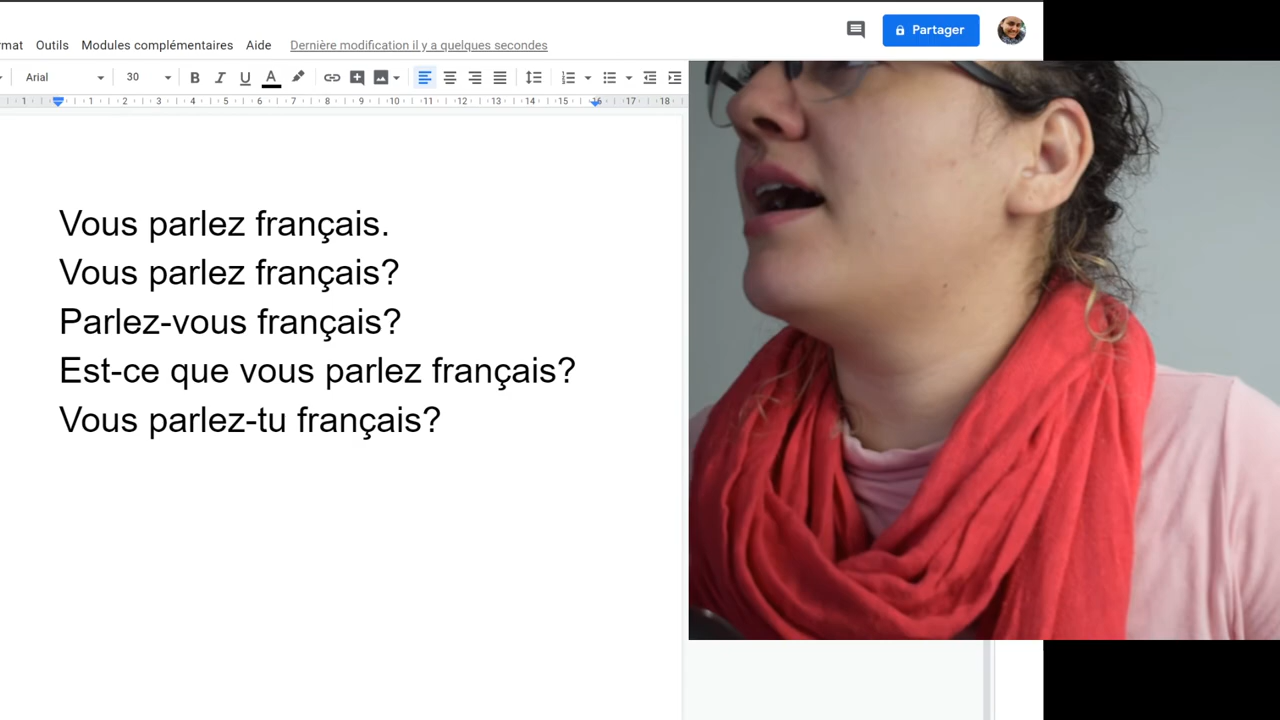 Partager
rmat Outils Modules complémentaires Aide Dernière modification il y a quelques secondes
Arial 30 B I U A
1 1 2 3 4 5 6 7 8 9 10 11 12 13 14 15 16 17 18
Vous parlez français.
Vous parlez français?
Parlez-vous français?
Est-ce que vous parlez français?
Vous parlez-tu français?